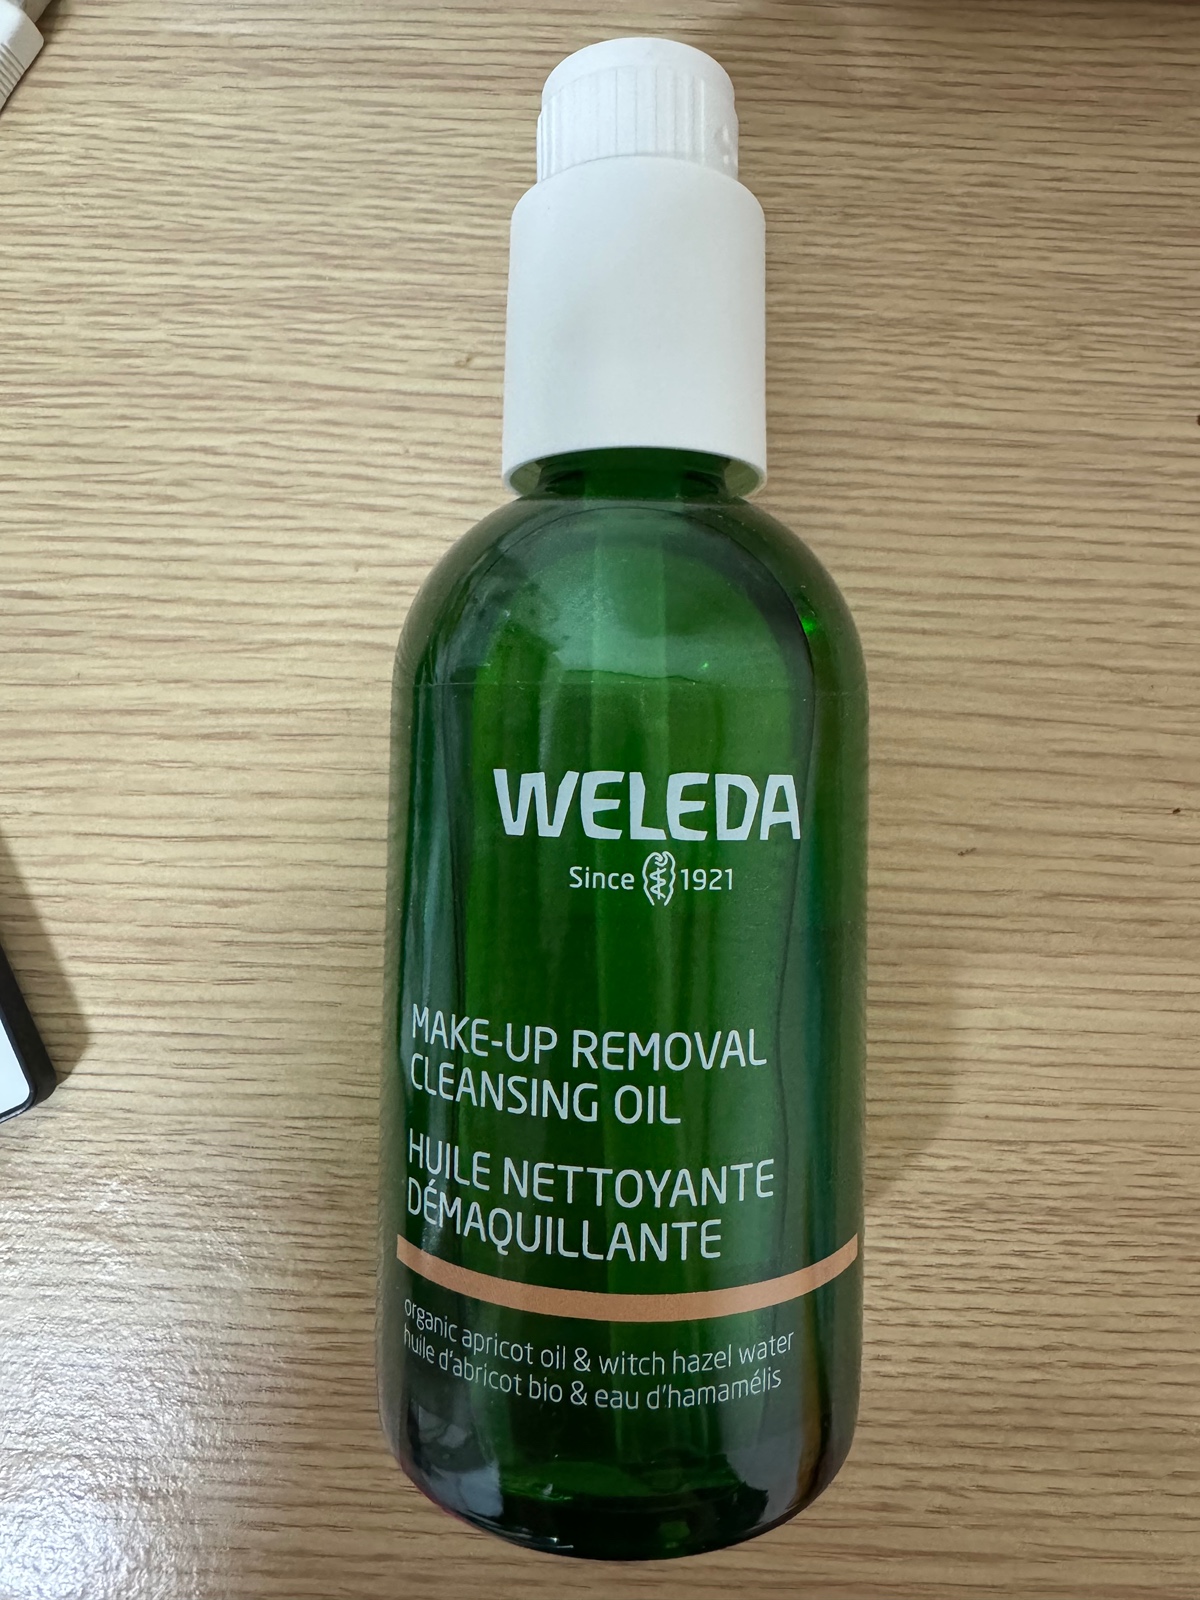 WELEDA
Since 1921
MAKE-UP REMOVAL
CLEANSING OIL
HUILE NETTOYANTE
DÉMAQUILLANTE
organic apricot oil & witch hazel water
huile d'abricot bio & eau d'hamamélis